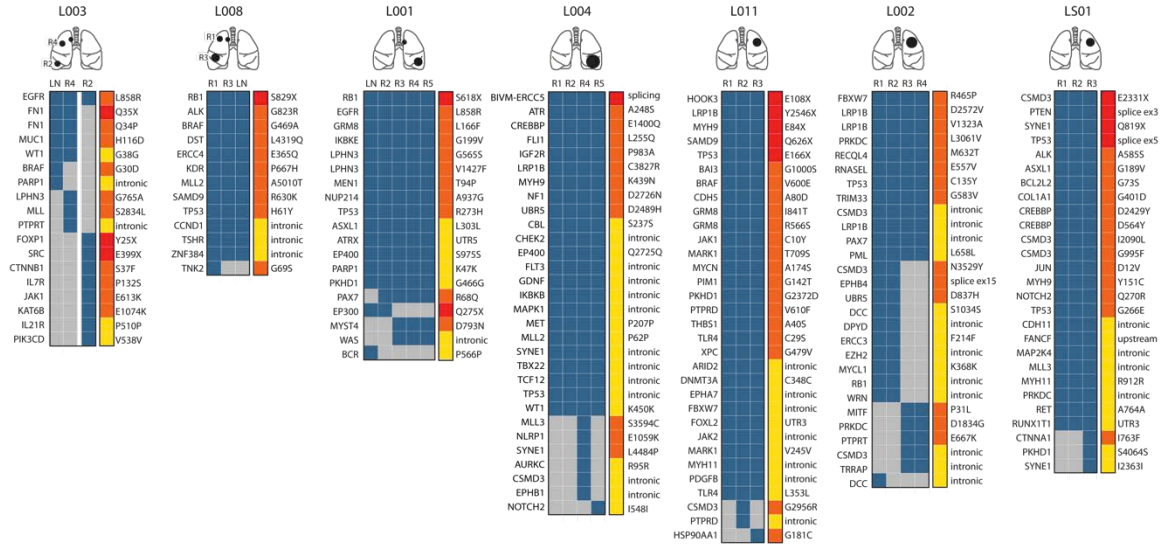 L003
R4
R2
LN R4 R2
EGFR L858R
FN1 Q35X
FN1 Q34P
MUC1 H116D
WT1 G38G
BRAF G30D
PARP1 intronic
LPHN3 G765A
MLL S2834L
PTPRT intronic
FOXP1 Y25X
SRC E399X
CTNNB1 S37F
IL7R P132S
JAK1 E613K
KAT6B E1074K
IL21R P510P
PIK3CD V538V
L008
R1
R3
R1 R3 LN
RB1 S829X
ALK G823R
BRAF G469A
DST L4319Q
ERCC4 E365Q
KDR P667H
MLL2 A5010T
SAMD9 R630K
TP53 H61Y
CCND1 intronic
TSHR intronic
ZNF384 intronic
TNK2 G69S
L001
LN R2 R3 R4 R5
RB1 S618X
EGFR L858R
GRM8 L166F
IKBKE G199V
LPHN3 G565S
LPHN3 V1427F
MEN1 T94P
NUP214 A937G
TP53 R273H
ASXL1 L303L
ATRX UTR5
EP400 S975S
PARP1 K47K
PKHD1 G466G
PAX7 R68Q
EP300 Q275X
MYST4 D793N
WAS intronic
BCR P566P
L004
R1 R2 R4 R5
BIVM-ERCC5 splicing
ATR A248S
CREBBP E1400Q
FLI1 L255Q
IGF2R P983A
LRP1B C3827R
MYH9 K439N
NF1 D2726N
UBR5 D2489H
CBL S237S
CHEK2 intronic
EP400 Q2725Q
FLT3 intronic
GDNF intronic
IKBKB intronic
MAPK1 intronic
MET P207P
MLL2 P62P
SYNE1 intronic
TBX22 intronic
TCF12 intronic
TP53 intronic
WT1 K450K
MLL3 S3594C
NLRP1 E1059K
SYNE1 L4484P
AURKC R95R
CSMD3 intronic
EPHB1 intronic
NOTCH2 I548I
L011
R1 R2 R3
HOOK3 E108X
LRP1B Y2546X
MYH9 E84X
SAMD9 Q626X
TP53 E166X
BAI3 G1000S
BRAF V600E
CDH5 A80D
GRM8 I841T
GRM8 R566S
JAK1 C10Y
MARK1 T709S
MYCN A174S
PIM1 G142T
PKHD1 G2372D
PTPRD V610F
THBS1 A40S
TLR4 C29S
XPC G479V
ARID2 intronic
DNMT3A C348C
EPHA7 intronic
FBXW7 intronic
FOXL2 UTR3
JAK2 intronic
MARK1 V245V
MYH11 intronic
PDGFB intronic
TLR4 L353L
CSMD3 G2956R
PTPRD intronic
HSP90AA1 G181C
L002
R1 R2 R3 R4
FBXW7 R465P
LRP1B D2572V
LRP1B V1323A
PRKDC L3061V
RECQL4 M632T
RNASEL E557V
TP53 C135Y
TRIM33 G583V
CSMD3 intronic
LRP1B intronic
PAX7 intronic
PML L658L
CSMD3 N3529Y
EPHB4 splice ex15
UBR5 D837H
DCC S1034S
DPYD intronic
ERCC3 F214F
EZH2 intronic
MYCL1 K368K
RB1 intronic
WRN intronic
MITF P31L
PRKDC D1834G
PTPRT E667K
CSMD3 intronic
TRRAP intronic
DCC intronic
LS01
R1 R2 R3
CSMD3 E2331X
PTEN splice ex3
SYNE1 Q819X
TP53 splice ex5
ALK A585S
ASXL1 G189V
BCL2L2 G73S
COL1A1 G401D
CREBBP D2429Y
CREBBP D564Y
CSMD3 I2090L
CSMD3 G995F
JUN D12V
MYH9 Y151C
NOTCH2 Q270R
TP53 G266E
CDH11 intronic
FANCF upstream
MAP2K4 intronic
MLL3 intronic
MYH11 R912R
PRKDC intronic
RET A764A
RUNX1T1 UTR3
CTNNA1 I763F
PKHD1 S4064S
SYNE1 I2363I